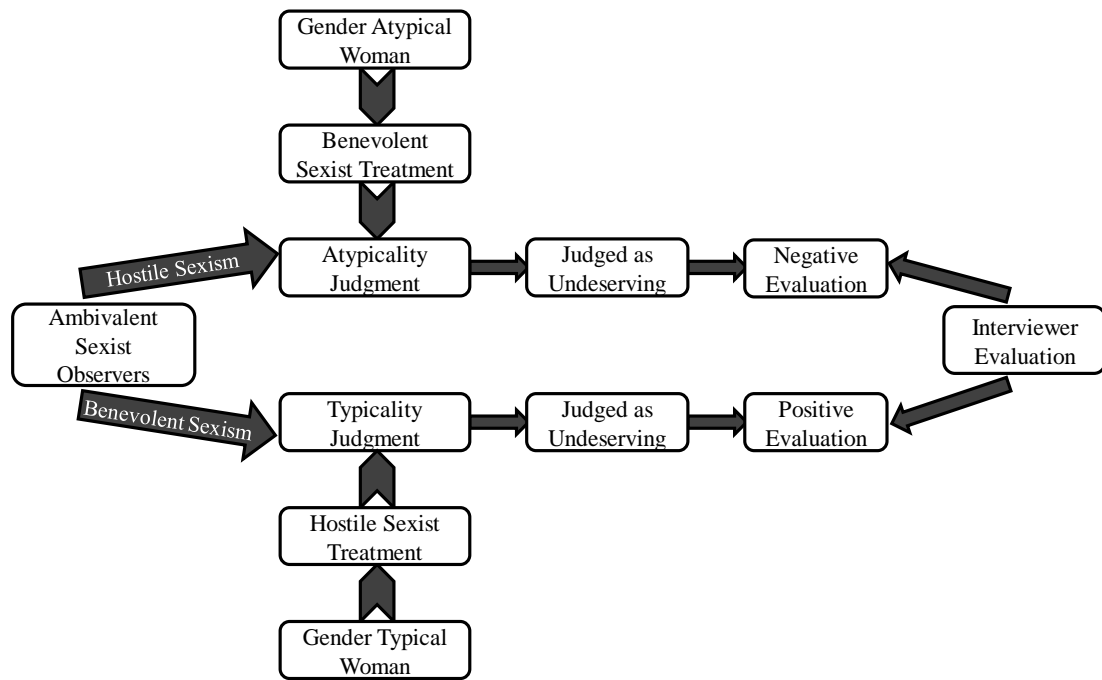 Gender Atypical
Woman
Benevolent
Sexist Treatment
Hostile Sexism
Atypicality
Judgment
Judged as
Undeserving
Negative
Evaluation
Ambivalent
Sexist
Observers
Interviewer
Evaluation
Benevolent Sexism
Typicality
Judgment
Judged as
Undeserving
Positive
Evaluation
Hostile Sexist
Treatment
Gender Typical
Woman